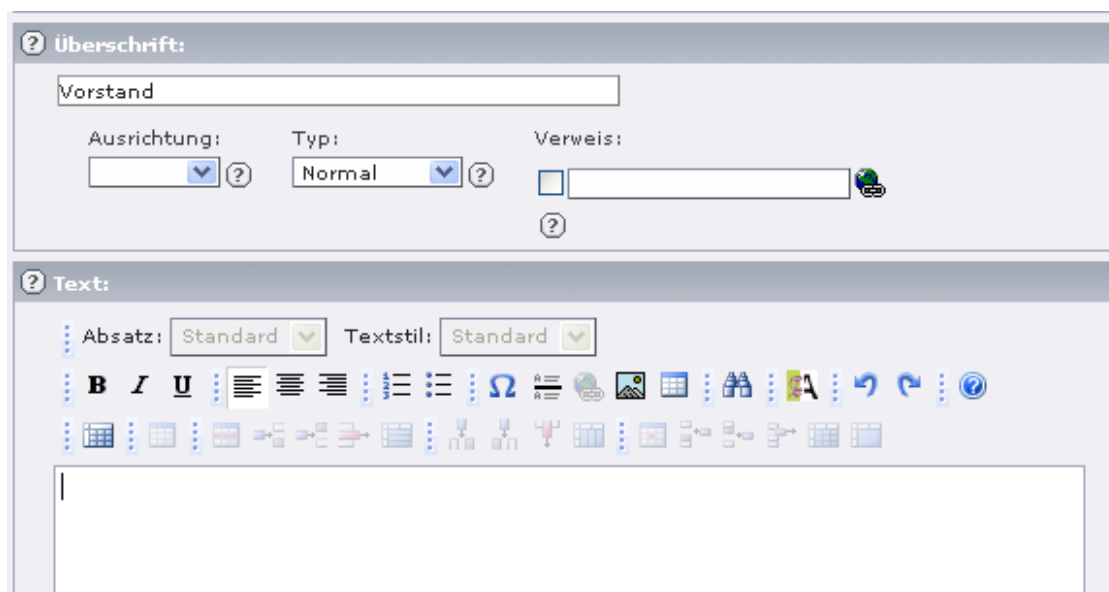 Überschrift:
Vorstand
Ausrichtung: Typ: Verweis:
Normal
Text:
Absatz: Standard Textstil: Standard
B I U